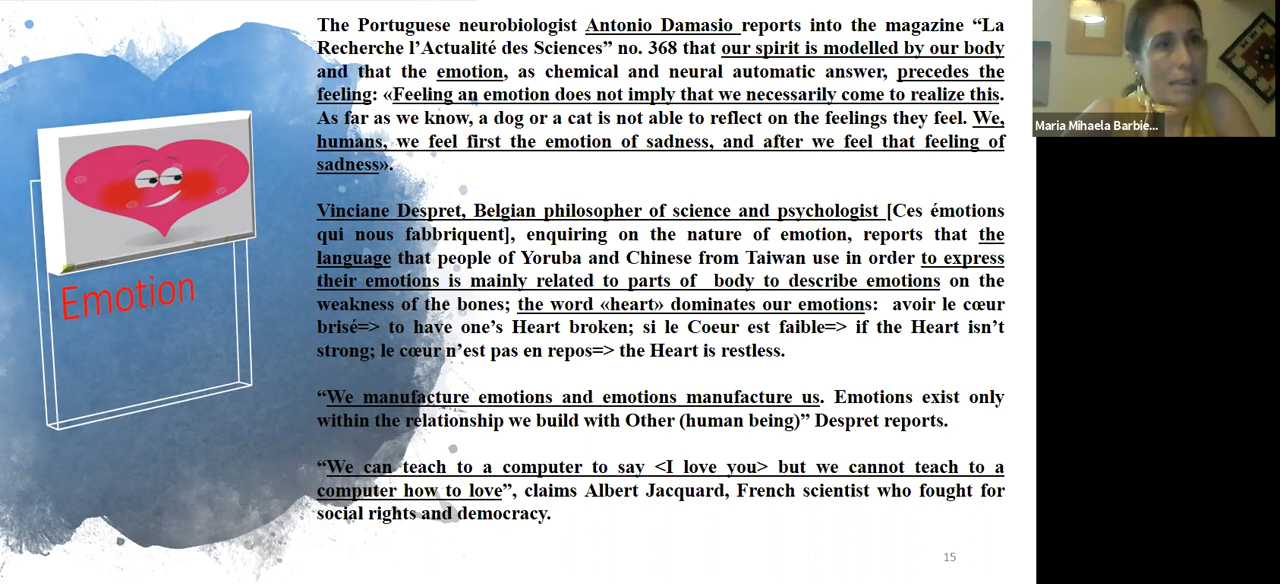 The Portuguese neurobiologist Antonio Damasio reports into the magazine “La
Recherche l’Actualité des Sciences” no. 368 that our spirit is modelled by our body
and that the emotion, as chemical and neural automatic answer, precedes the
feeling: «Feeling an emotion does not imply that we necessarily come to realize this.
As far as we know, a dog or a cat is not able to reflect on the feelings they feel. We,
humans, we feel first the emotion of sadness, and after we feel that feeling of
sadness».
Vinciane Despret, Belgian philosopher of science and psychologist [Ces émotions
qui nous fabbriquent], enquiring on the nature of emotion, reports that the
language that people of Yoruba and Chinese from Taiwan use in order to express
their emotions is mainly related to parts of body to describe emotions on the
weakness of the bones; the word «heart» dominates our emotions: avoir le cœur
brisé=> to have one’s Heart broken; si le Coeur est faible=> if the Heart isn’t
strong; le cœur n’est pas en repos=> the Heart is restless.
“We manufacture emotions and emotions manufacture us. Emotions exist only
within the relationship we build with Other (human being)” Despret reports.
“We can teach to a computer to say <I love you> but we cannot teach to a
computer how to love”, claims Albert Jacquard, French scientist who fought for
social rights and democracy.
Emotion
15
Maria Mihaela Barbie...